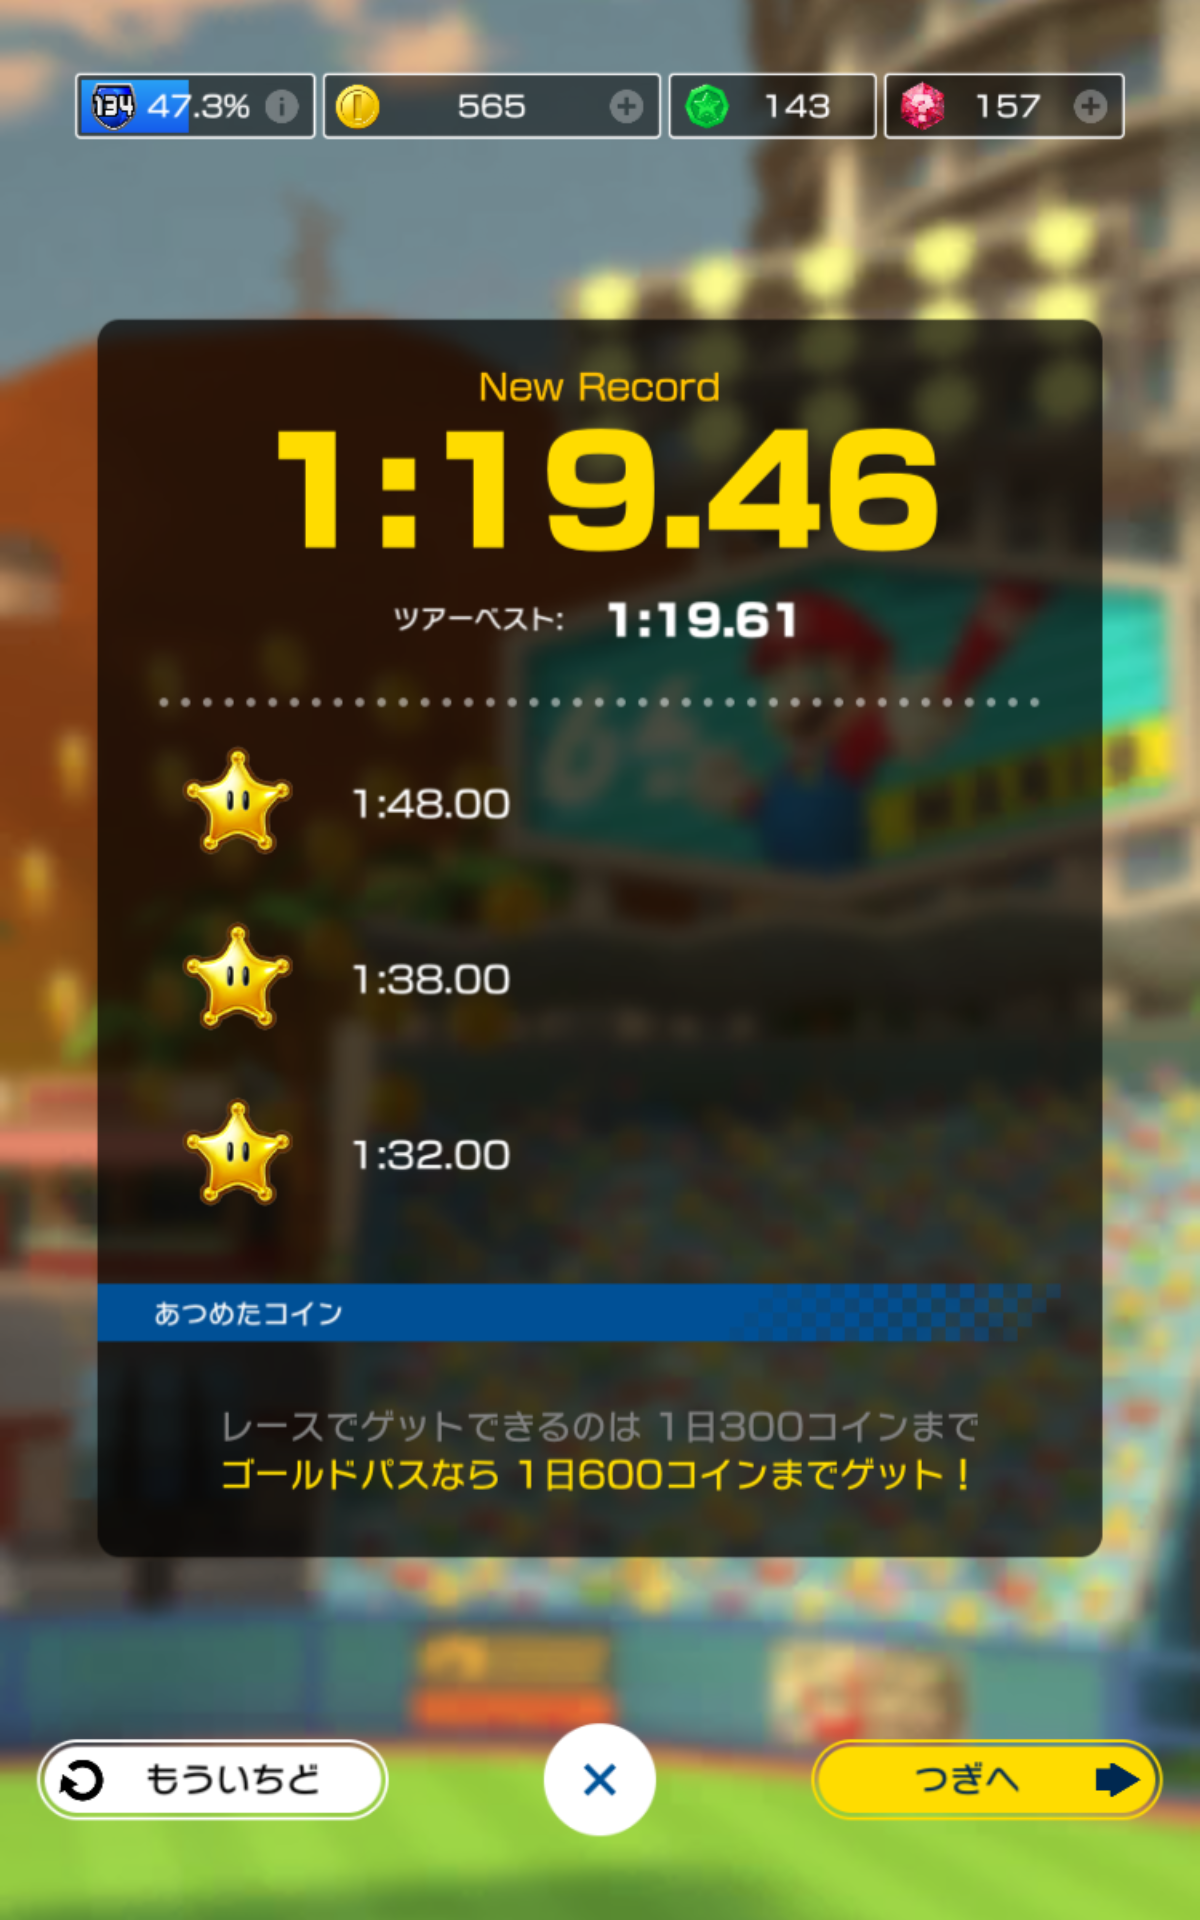 134 47.3% i 565 + 143 157 +
New Record
1:19.46
ツアーベスト: 1:19.61
1:48.00
1:38.00
1:32.00
あつめたコイン
レースでゲットできるのは 1日300コインまで
ゴールドパスなら 1日600コインまでゲット！
もういちど × つぎへ